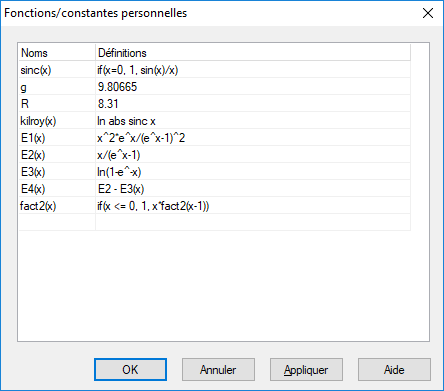 Fonctions/constantes personnelles
Noms Définitions
sinc(x) if(x=0, 1, sin(x)/x)
g 9.80665
R 8.31
kilroy(x) ln abs sinc x
E1(x) x^2*e^x/(e^x-1)^2
E2(x) x/(e^x-1)
E3(x) ln(1-e^-x)
E4(x) E2 - E3(x)
fact2(x) if(x <= 0, 1, x*fact2(x-1))
OK Annuler Appliquer Aide